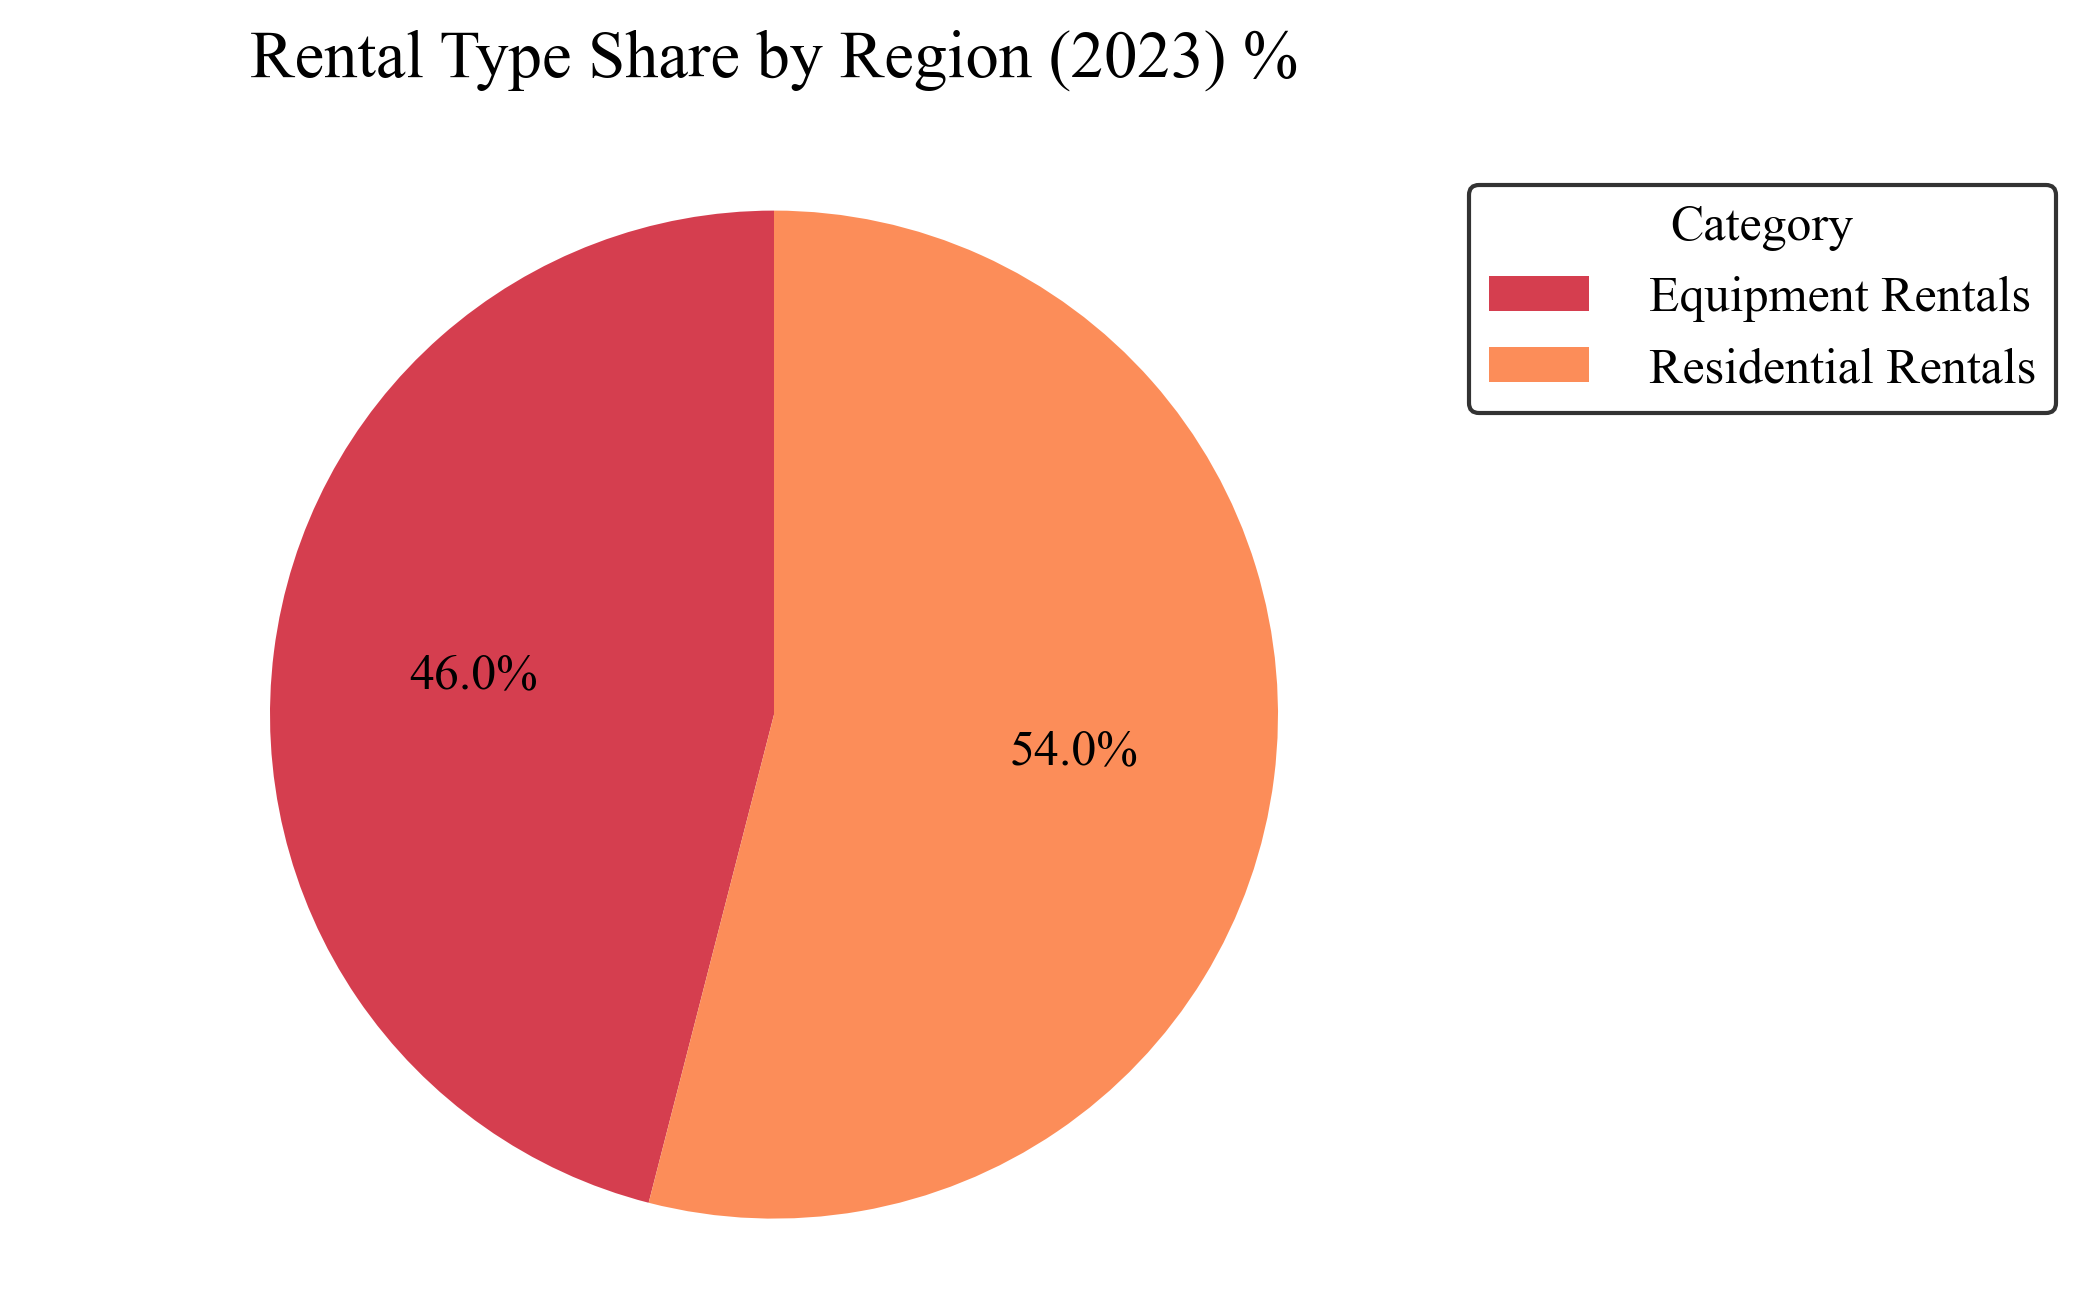 Rental Type Share by Region (2023) %
Category
Equipment Rentals
Residential Rentals
46.0%
54.0%